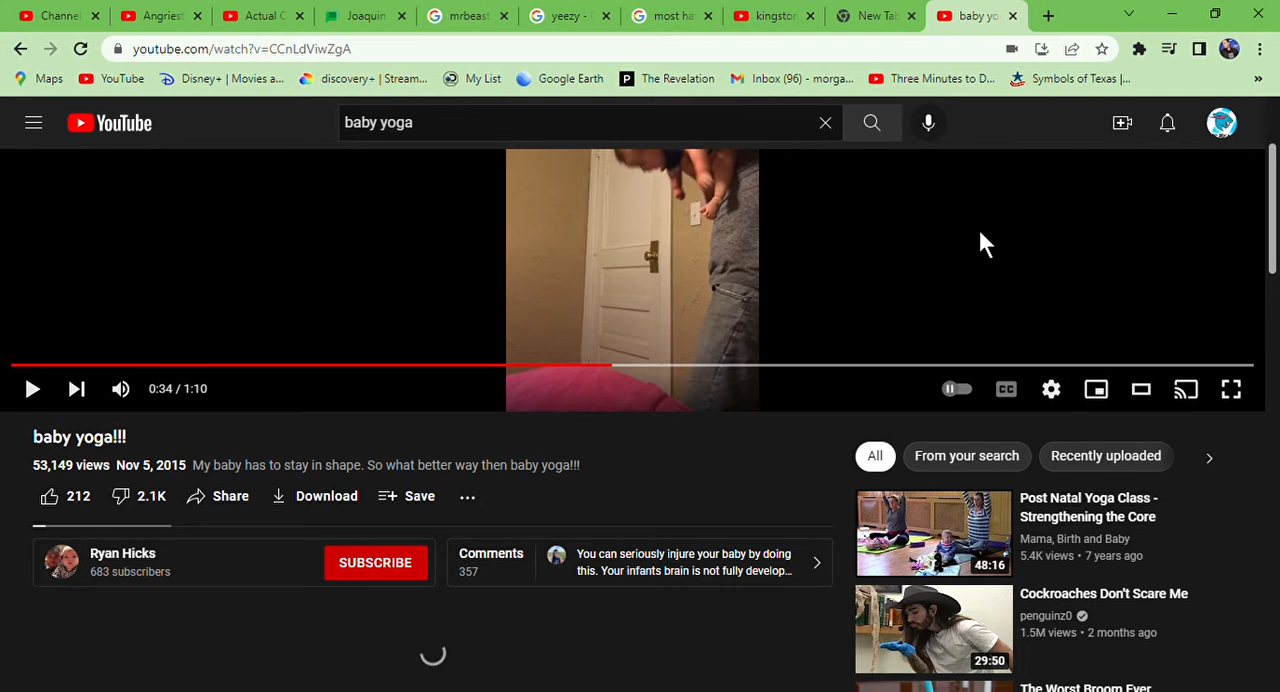 Channel
Angriest
Actual C
Joaquin
mrbeast
yeezy - G
most ha
kingston
New Tab
baby yo
youtube.com/watch?v=CCnLdViwZgA
Maps
YouTube
Disney+ | Movies a...
discovery+ | Stream...
My List
Google Earth
P The Revelation
Inbox (96) - morga...
Three Minutes to D...
Symbols of Texas |...
»
YouTube
baby yoga
0:34 / 1:10
CC
baby yoga!!!
53,149 views Nov 5, 2015 My baby has to stay in shape. So what better way then baby yoga!!!
212 2.1K Share Download Save ...
Ryan Hicks
683 subscribers
SUBSCRIBE
Comments
357
You can seriously injure your baby by doing
this. Your infants brain is not fully develop...
All From your search Recently uploaded
Post Natal Yoga Class -
Strengthening the Core
Mama, Birth and Baby
5.4K views • 7 years ago
48:16
Cockroaches Don't Scare Me
penguinz0
1.5M views • 2 months ago
29:50
The Worst Broom Ever